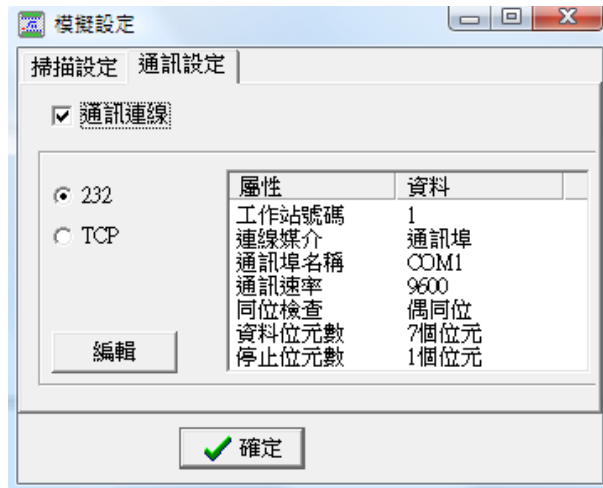 模擬設定
掃描設定 通訊設定
通訊連線
232
TCP
編輯
屬性 資料
工作站號碼 1
連線媒介 通訊埠
通訊埠名稱 COM1
通訊速率 9600
同位檢查 偶同位
資料位元數 7個位元
停止位元數 1個位元
確定